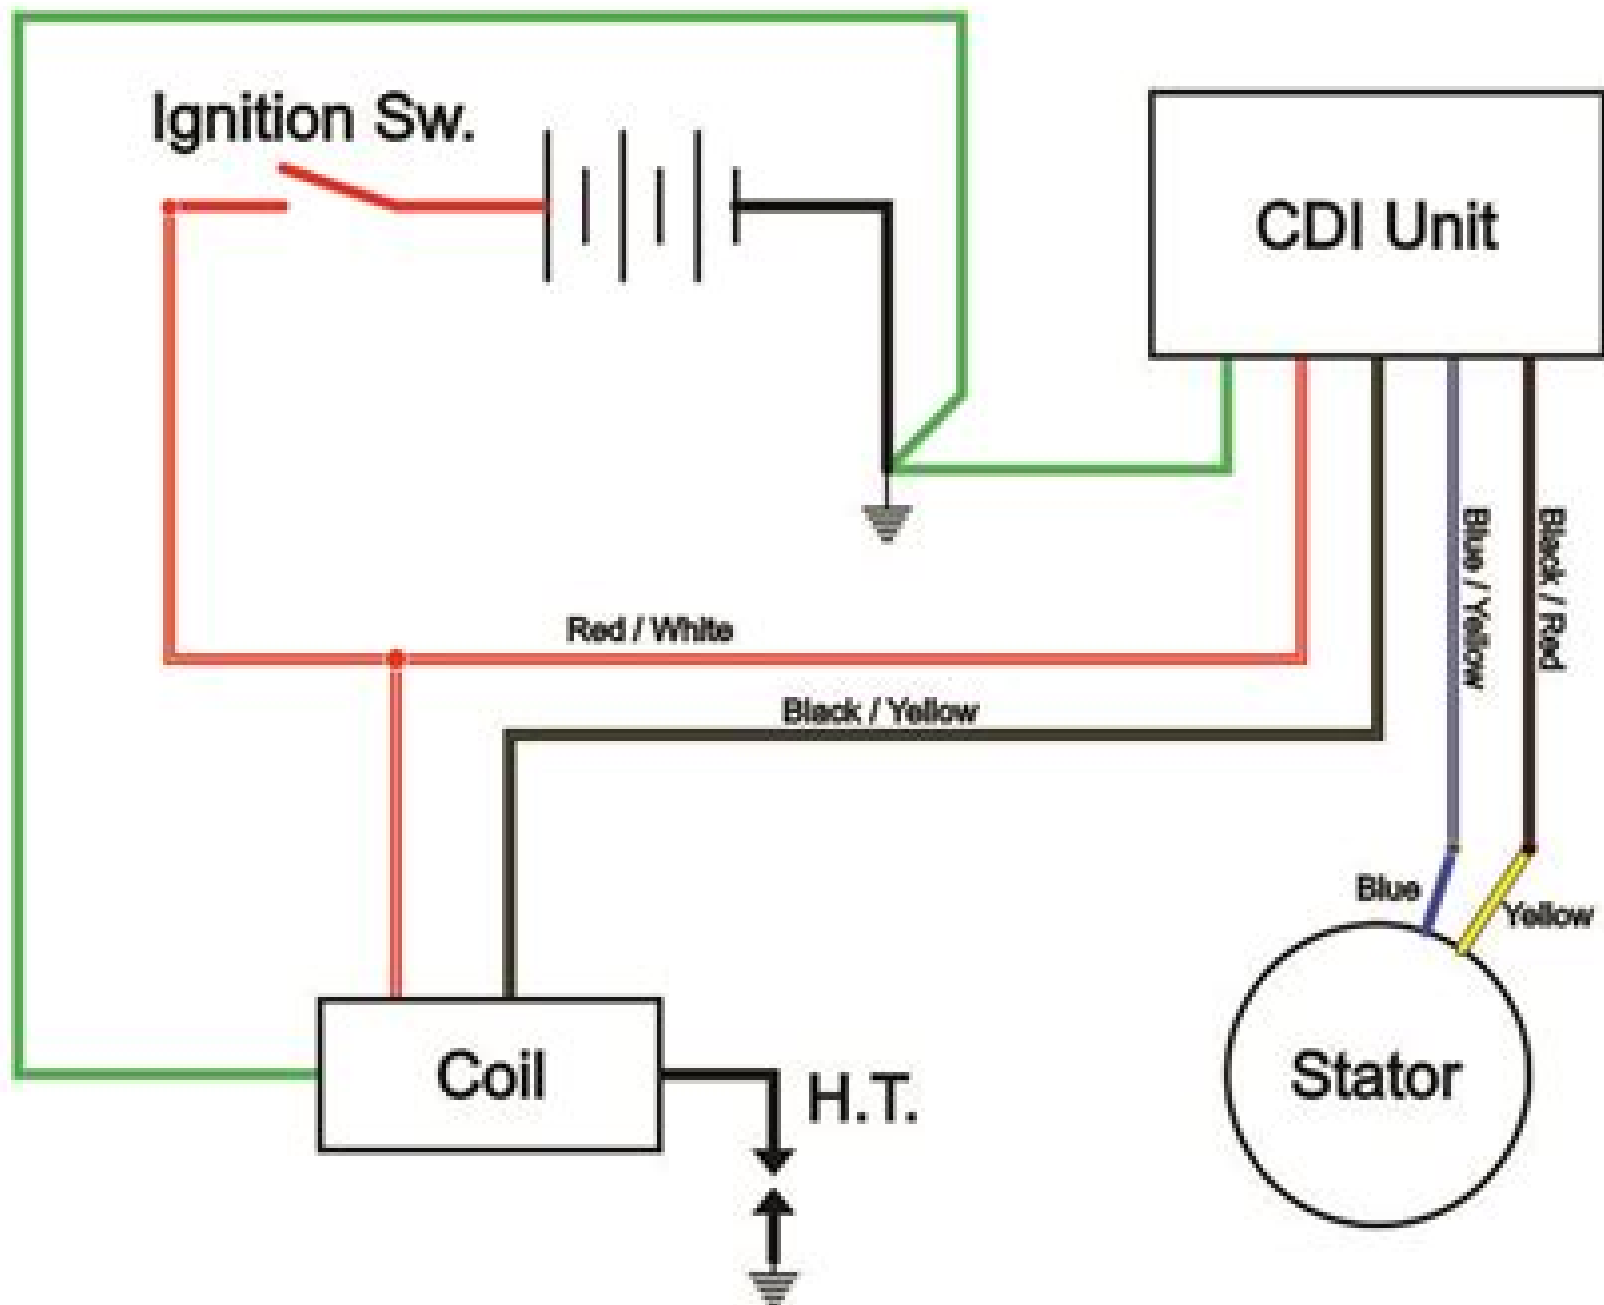 Ignition Sw.
CDI Unit
Blue / Yellow
Black / Red
Red / White
Black / Yellow
Blue
Yellow
Coil
H.T.
Stator